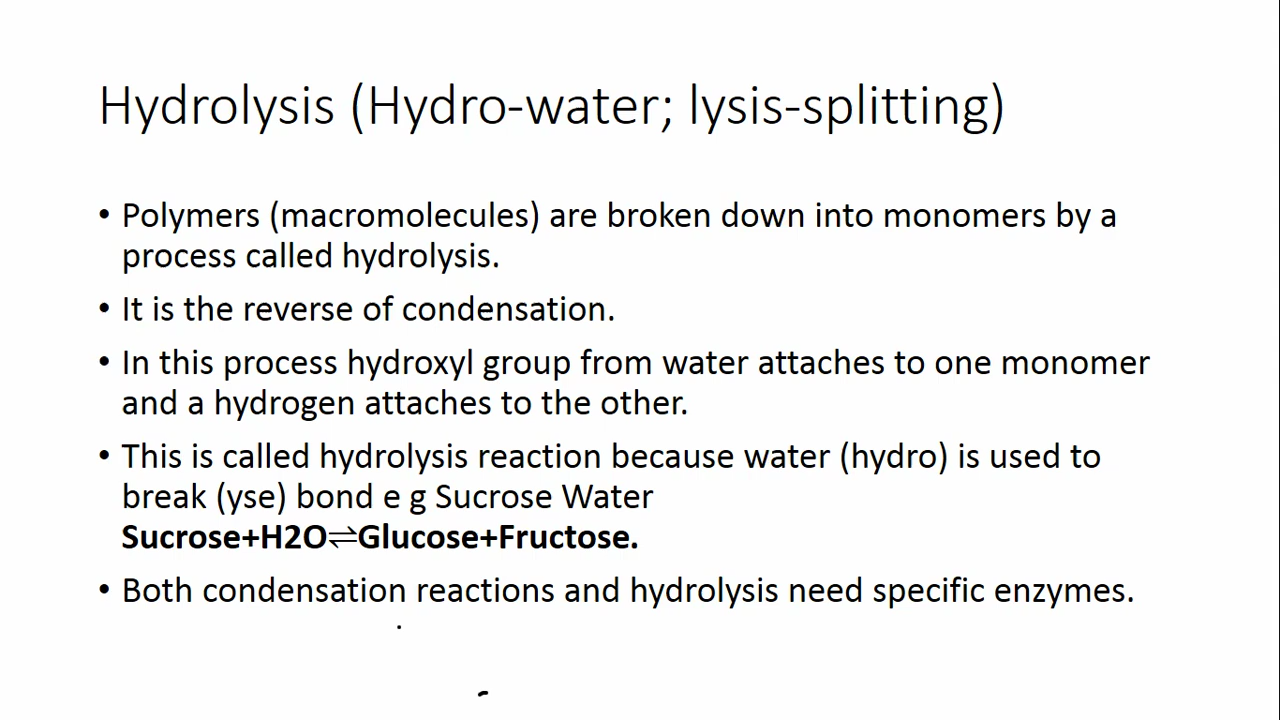 Hydrolysis (Hydro-water; lysis-splitting)
• Polymers (macromolecules) are broken down into monomers by a
process called hydrolysis.
• It is the reverse of condensation.
• In this process hydroxyl group from water attaches to one monomer
and a hydrogen attaches to the other.
• This is called hydrolysis reaction because water (hydro) is used to
break (yse) bond e g Sucrose Water
Sucrose+H2O⇌Glucose+Fructose.
• Both condensation reactions and hydrolysis need specific enzymes.